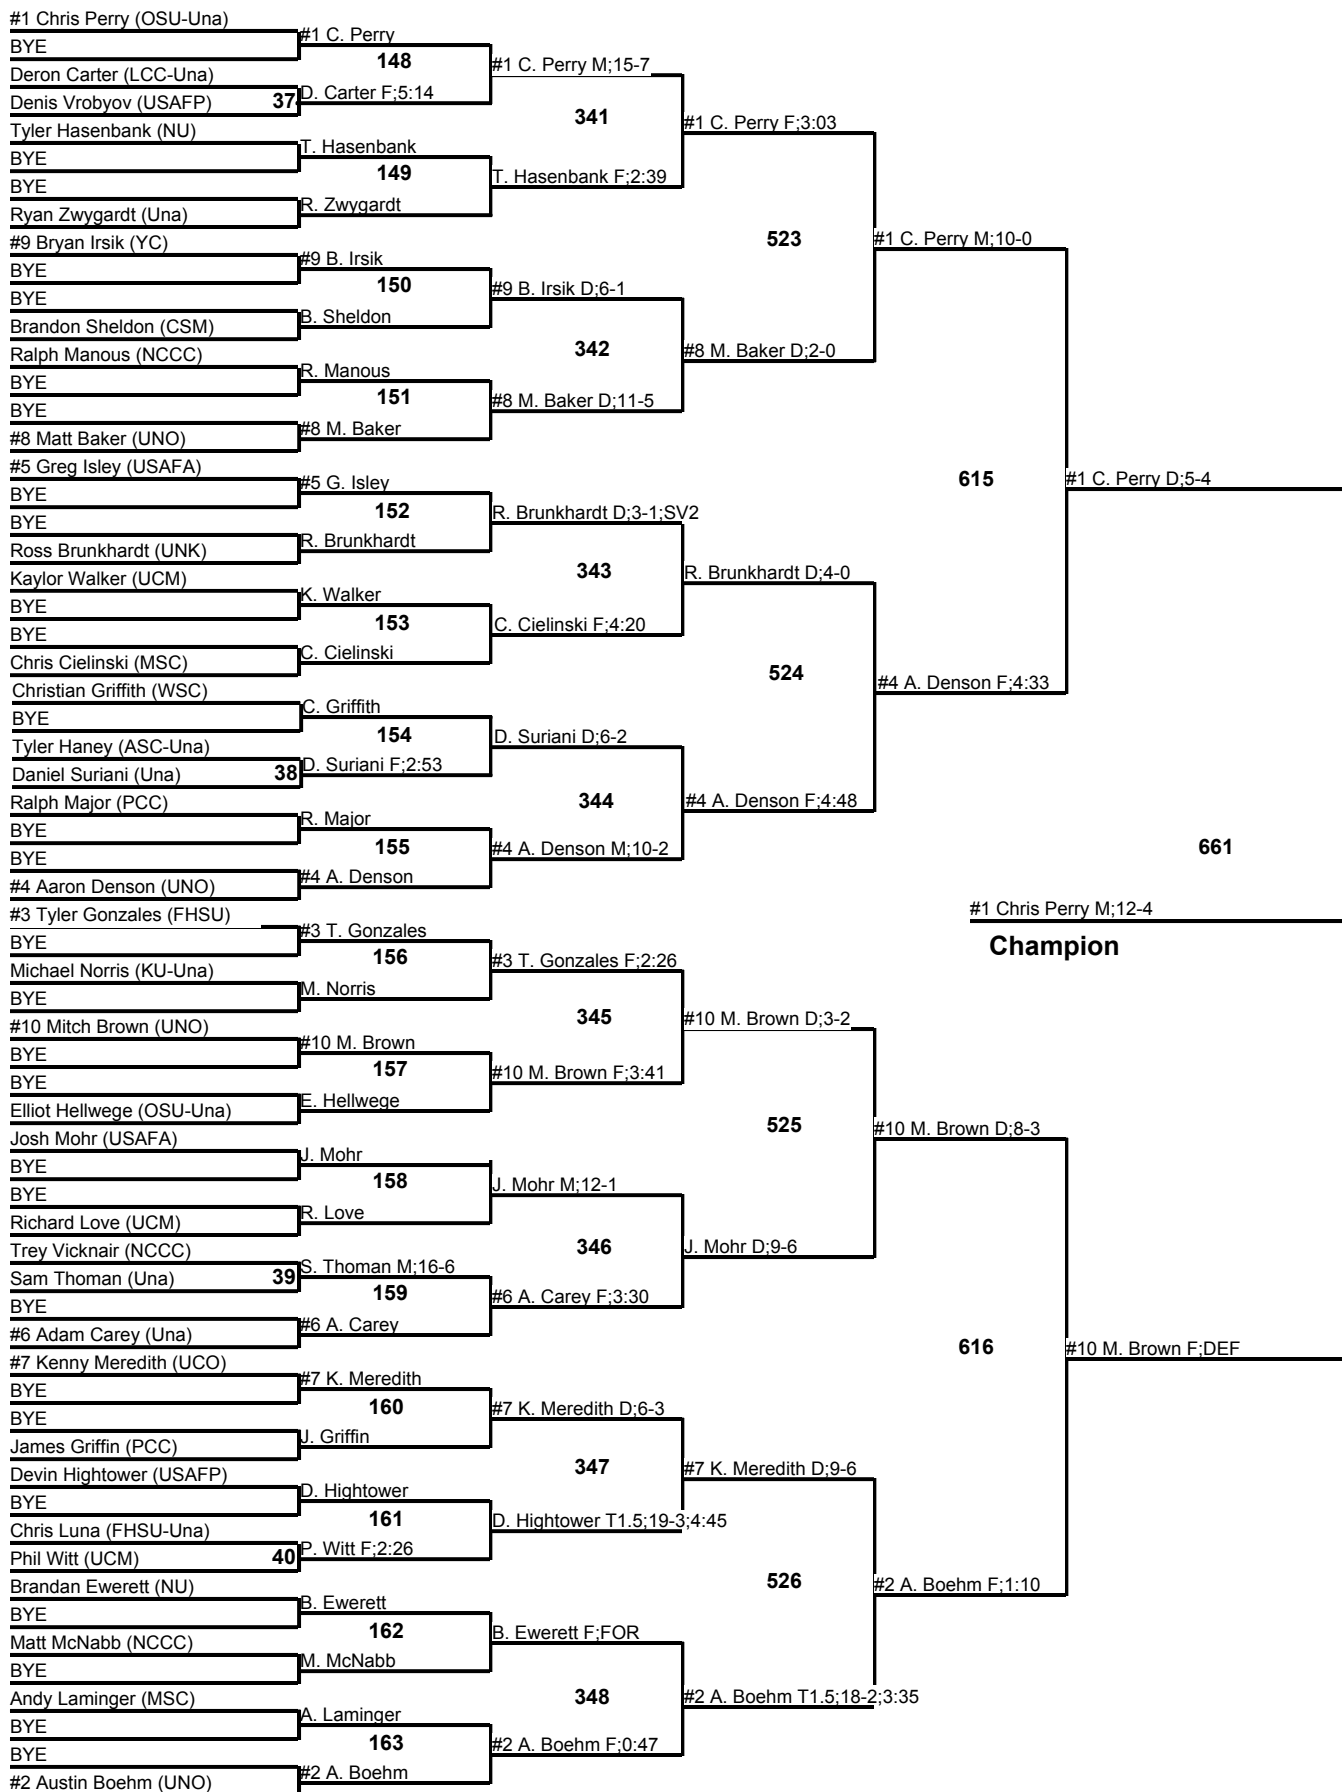 #1 Chris Perry (OSU-Una)
#1 C. Perry
BYE
148
#1 C. Perry M;15-7
Deron Carter (LCC-Una)
D. Carter F;5:14
Denis Vrobyov (USAFP)
37
341
#1 C. Perry F;3:03
Tyler Hasenbank (NU)
T. Hasenbank
BYE
149
T. Hasenbank F;2:39
BYE
R. Zwygardt
Ryan Zwygardt (Una)
523
#1 C. Perry M;10-0
#9 Bryan Irsik (YC)
#9 B. Irsik
BYE
150
#9 B. Irsik D;6-1
BYE
B. Sheldon
Brandon Sheldon (CSM)
342
#8 M. Baker D;2-0
Ralph Manous (NCCC)
R. Manous
BYE
151
#8 M. Baker D;11-5
BYE
#8 M. Baker
#8 Matt Baker (UNO)
615
#1 C. Perry D;5-4
#5 Greg Isley (USAFA)
#5 G. Isley
BYE
152
R. Brunkhardt D;3-1;SV2
BYE
R. Brunkhardt
Ross Brunkhardt (UNK)
343
R. Brunkhardt D;4-0
Kaylor Walker (UCM)
K. Walker
BYE
153
C. Cielinski F;4:20
BYE
C. Cielinski
Chris Cielinski (MSC)
524
#4 A. Denson F;4:33
Christian Griffith (WSC)
C. Griffith
BYE
154
D. Suriani D;6-2
Tyler Haney (ASC-Una)
D. Suriani F;2:53
Daniel Suriani (Una)
38
344
#4 A. Denson F;4:48
Ralph Major (PCC)
R. Major
BYE
155
#4 A. Denson M;10-2
BYE
#4 A. Denson
#4 Aaron Denson (UNO)
661
#1 Chris Perry M;12-4
Champion
#3 Tyler Gonzales (FHSU)
#3 T. Gonzales
BYE
156
#3 T. Gonzales F;2:26
Michael Norris (KU-Una)
M. Norris
BYE
345
#10 M. Brown D;3-2
#10 Mitch Brown (UNO)
#10 M. Brown
BYE
157
#10 M. Brown F;3:41
BYE
E. Hellwege
Elliot Hellwege (OSU-Una)
525
#10 M. Brown D;8-3
Josh Mohr (USAFA)
J. Mohr
BYE
158
J. Mohr M;12-1
BYE
R. Love
Richard Love (UCM)
346
J. Mohr D;9-6
Trey Vicknair (NCCC)
S. Thoman M;16-6
Sam Thoman (Una)
39
159
#6 A. Carey F;3:30
BYE
#6 A. Carey
#6 Adam Carey (Una)
616
#10 M. Brown F;DEF
#7 Kenny Meredith (UCO)
#7 K. Meredith
BYE
160
#7 K. Meredith D;6-3
BYE
J. Griffin
James Griffin (PCC)
347
#7 K. Meredith D;9-6
Devin Hightower (USAFP)
D. Hightower
BYE
161
D. Hightower T1.5;19-3;4:45
Chris Luna (FHSU-Una)
P. Witt F;2:26
Phil Witt (UCM)
40
526
#2 A. Boehm F;1:10
Brandan Ewerett (NU)
B. Ewerett
BYE
162
B. Ewerett F;FOR
Matt McNabb (NCCC)
M. McNabb
BYE
348
#2 A. Boehm T1.5;18-2;3:35
Andy Laminger (MSC)
A. Laminger
BYE
163
#2 A. Boehm F;0:47
BYE
#2 A. Boehm
#2 Austin Boehm (UNO)